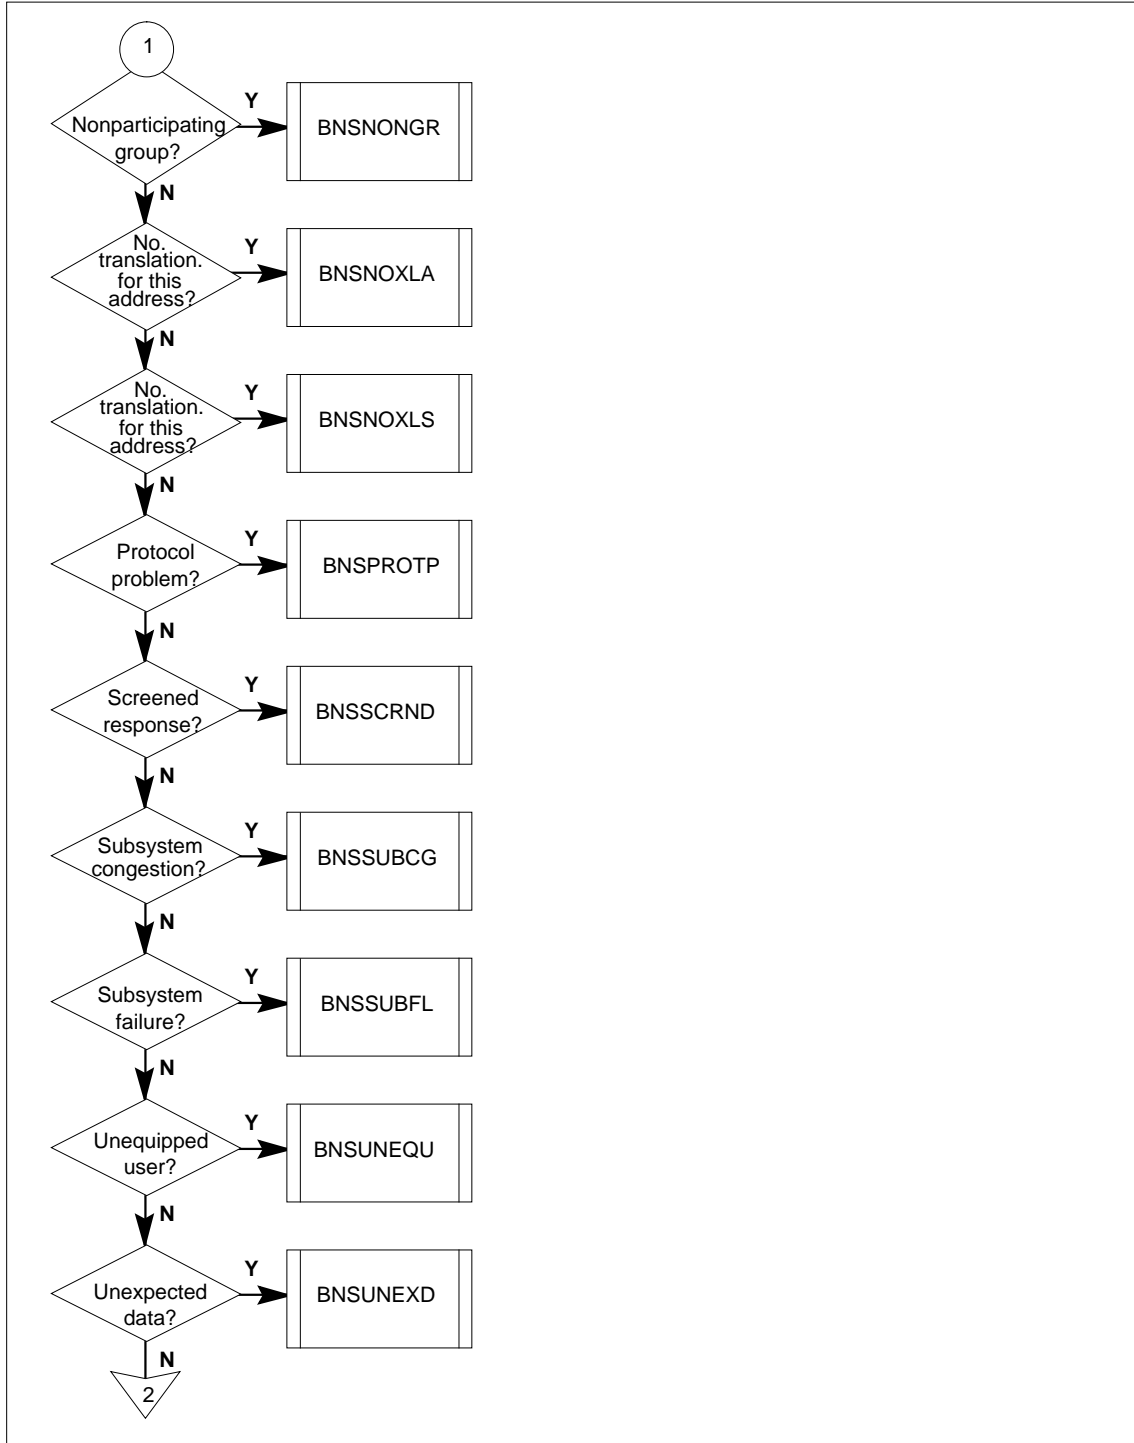 1
Nonparticipating
group?
Y
BNSNONGR
N
No.
translation.
for this
address?
Y
BNSNOXLA
N
No.
translation.
for this
address?
Y
BNSNOXLS
N
Protocol
problem?
Y
BNSPROTP
N
Screened
response?
Y
BNSSCRND
N
Subsystem
congestion?
Y
BNSSUBCG
N
Subsystem
failure?
Y
BNSSUBFL
N
Unequipped
user?
Y
BNSUNEQU
N
Unexpected
data?
Y
BNSUNEXD
N
2